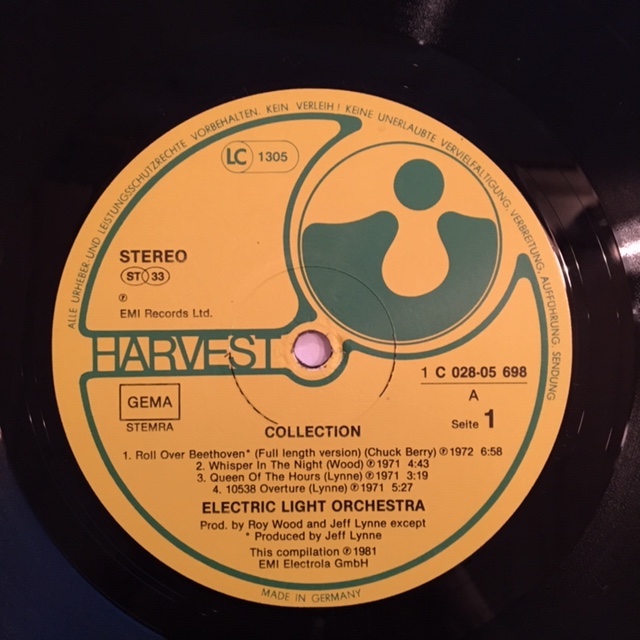 ALLE URHEBER-UND LEISTUNGSSCHUTZRECHTE VORBEHALTEN. KEIN VERLEIH! KEINE UNERLAUBTE VERVIELFÄLTIGUNG, VERBREITUNG, AUFFÜHRUNG, SENDUNG
LC 1305
STEREO
ST 33
℗
EMI Records Ltd.
HARVEST
1 C 028-05 698
GEMA
A
STEMRA
Seite 1
COLLECTION
1. Roll Over Beethoven* (Full length version) (Chuck Berry) ℗ 1972 6:58
2. Whisper In The Night (Wood) ℗ 1971 4:43
3. Queen Of The Hours (Lynne) ℗ 1971 3:19
4. 10538 Overture (Lynne) ℗ 1971 5:27
ELECTRIC LIGHT ORCHESTRA
Prod. by Roy Wood and Jeff Lynne except
* Produced by Jeff Lynne
This compilation ℗ 1981
EMI Electrola GmbH
MADE IN GERMANY